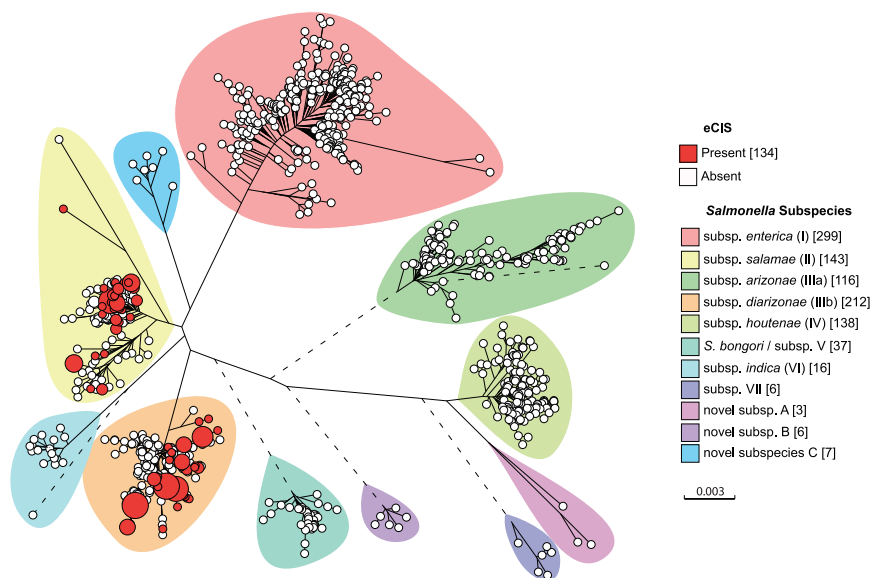 eCIS
Present [134]
Absent
Salmonella Subspecies
subsp. enterica (I) [299]
subsp. salamae (II) [143]
subsp. arizonae (IIIa) [116]
subsp. diarizonae (IIIb) [212]
subsp. houtenae (IV) [138]
S. bongori / subsp. V [37]
subsp. indica (VI) [16]
subsp. VII [6]
novel subsp. A [3]
novel subsp. B [6]
novel subspecies C [7]
0.003